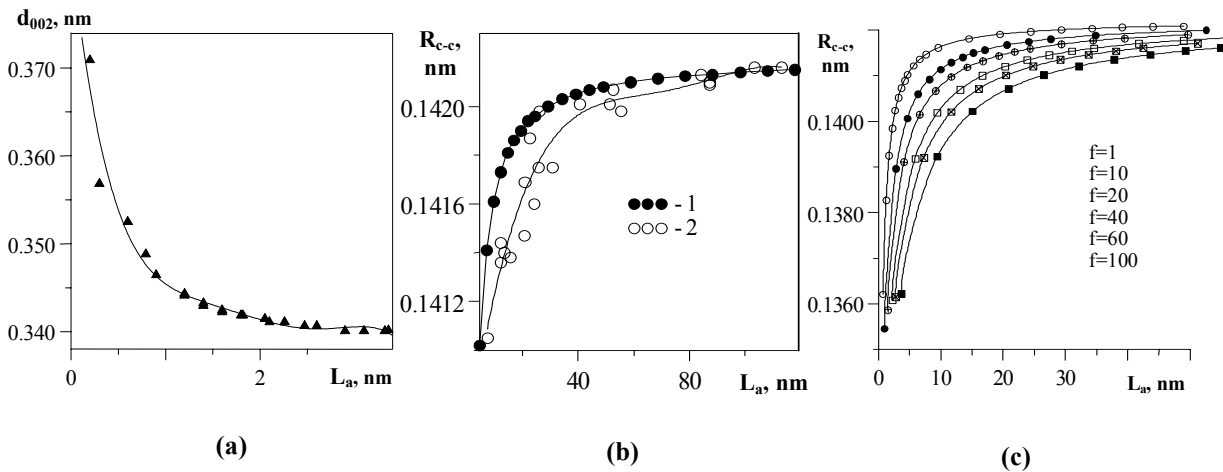 d002, nm
0.370
0.360
0.350
0.340
0
2
La, nm
(a)
Rc-c,
nm
0.1420
0.1416
0.1412
- 1
- 2
40
80
La, nm
(b)
Rc-c,
nm
0.1400
0.1380
0.1360
f=1
f=10
f=20
f=40
f=60
f=100
0
10
20
30
La, nm
(c)